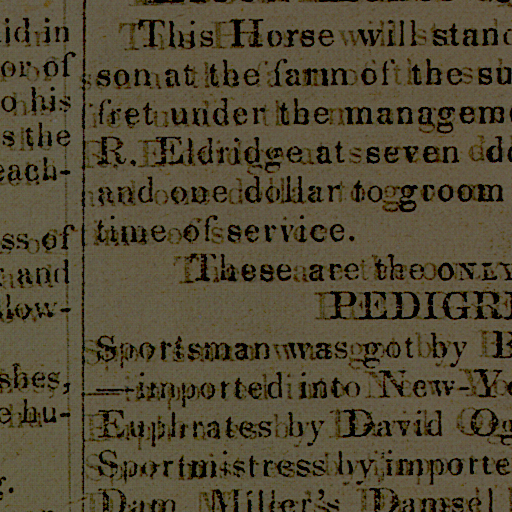 id in
or of
o his
s the
each-
ss of
and
low-
shes,
e hu-
This Horse will stand
son at the farm of the su
fret under the manageme
R. Eldridge at seven do
and one dollar to groom
time of service.
These are the ONLY
PEDIGRE
Sportsman was got by B
—imported into New-Yo
Euphrates by David Og
Sportmistress by importe
Dam Miller's Damsel